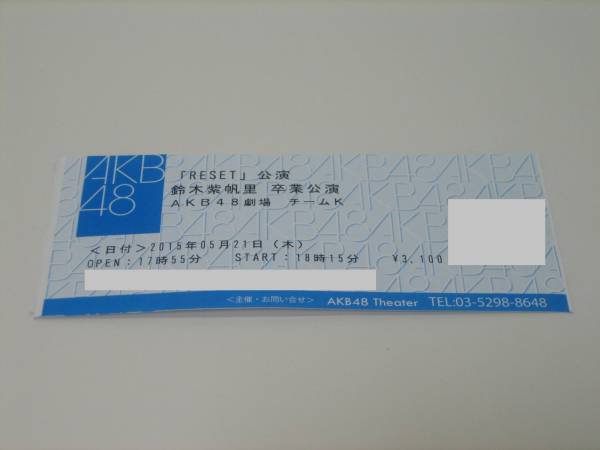 AKB
48
「RESET」公演
鈴木紫帆里 卒業公演
AKB48劇場 チームK
＜日付＞2015年05月21日（木）
OPEN：17時55分 START：18時15分 ¥3,100
＜主催・お問い合せ＞ AKB48 Theater TEL:03-5298-8648